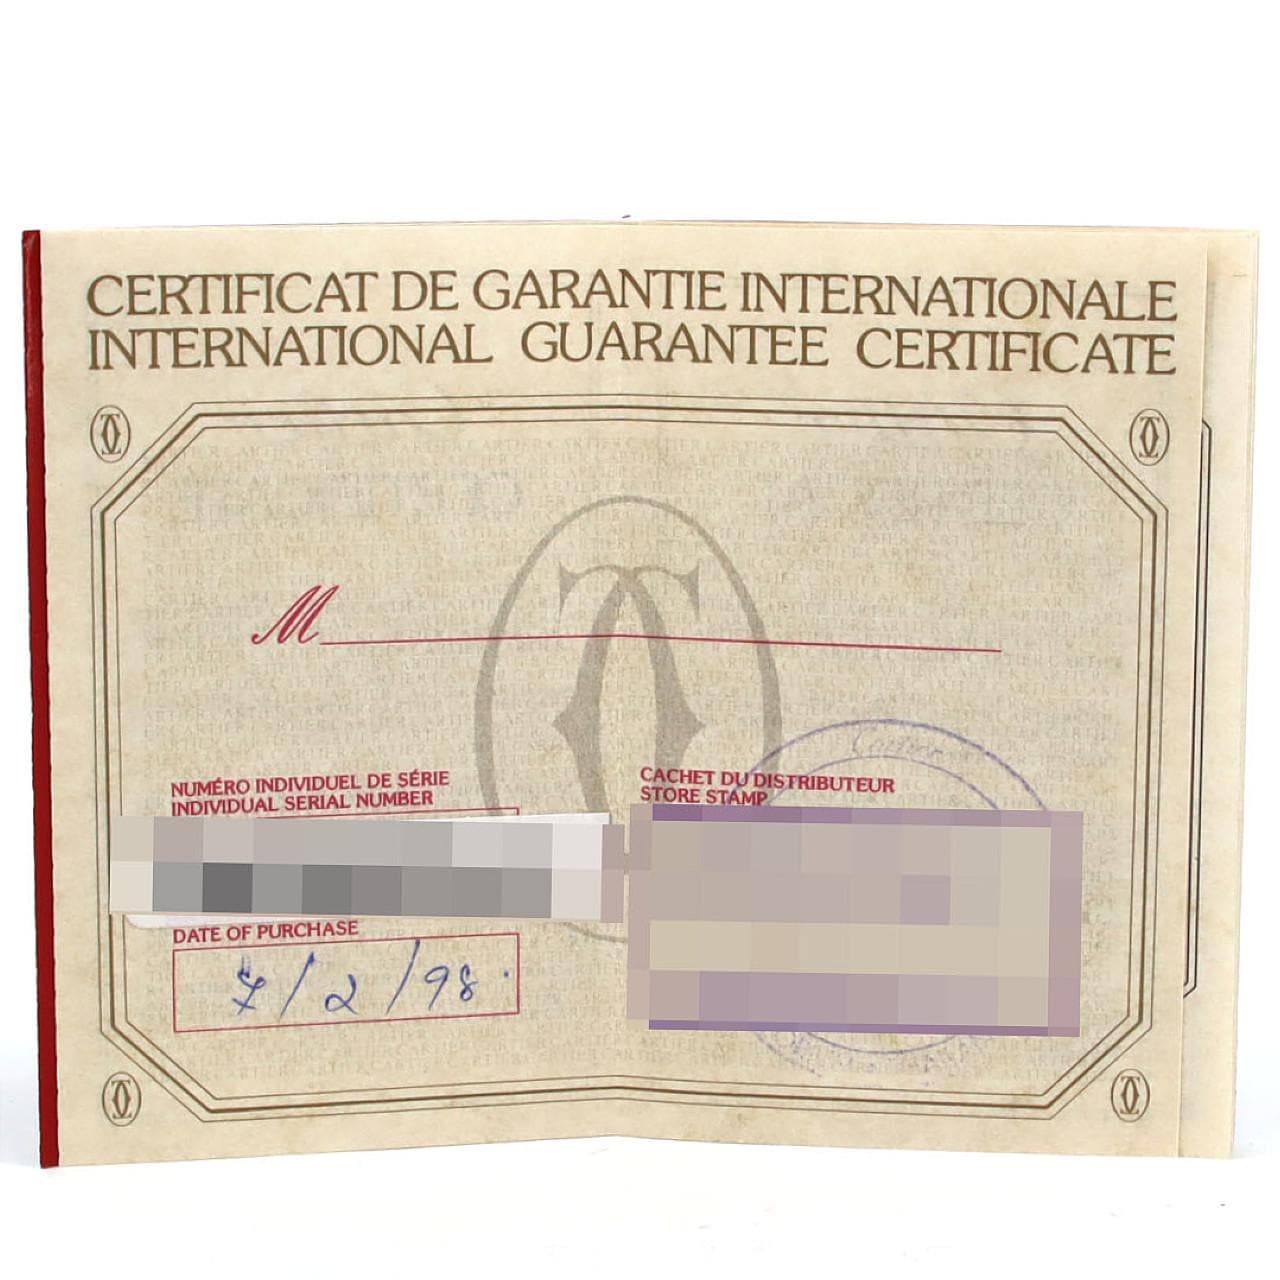 CERTIFICAT DE GARANTIE INTERNATIONALE
INTERNATIONAL GUARANTEE CERTIFICATE
M
NUMÉRO INDIVIDUEL DE SÉRIE
INDIVIDUAL SERIAL NUMBER
CACHET DU DISTRIBUTEUR
STORE STAMP
Cartier
DATE OF PURCHASE
7/2/98.